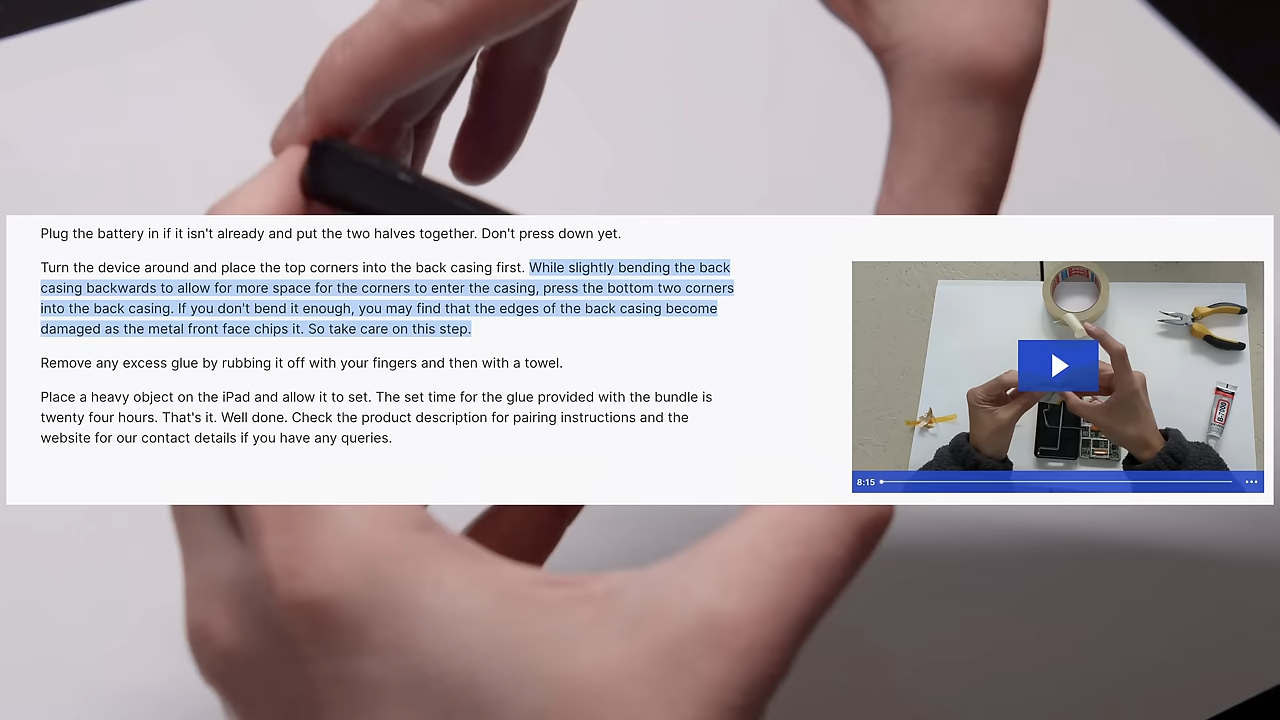 Plug the battery in if it isn't already and put the two halves together. Don't press down yet.
Turn the device around and place the top corners into the back casing first. While slightly bending the back
casing backwards to allow for more space for the corners to enter the casing, press the bottom two corners
into the back casing. If you don't bend it enough, you may find that the edges of the back casing become
damaged as the metal front face chips it. So take care on this step.
Remove any excess glue by rubbing it off with your fingers and then with a towel.
Place a heavy object on the iPad and allow it to set. The set time for the glue provided with the bundle is
twenty four hours. That's it. Well done. Check the product description for pairing instructions and the
website for our contact details if you have any queries.
B-7000
8:15